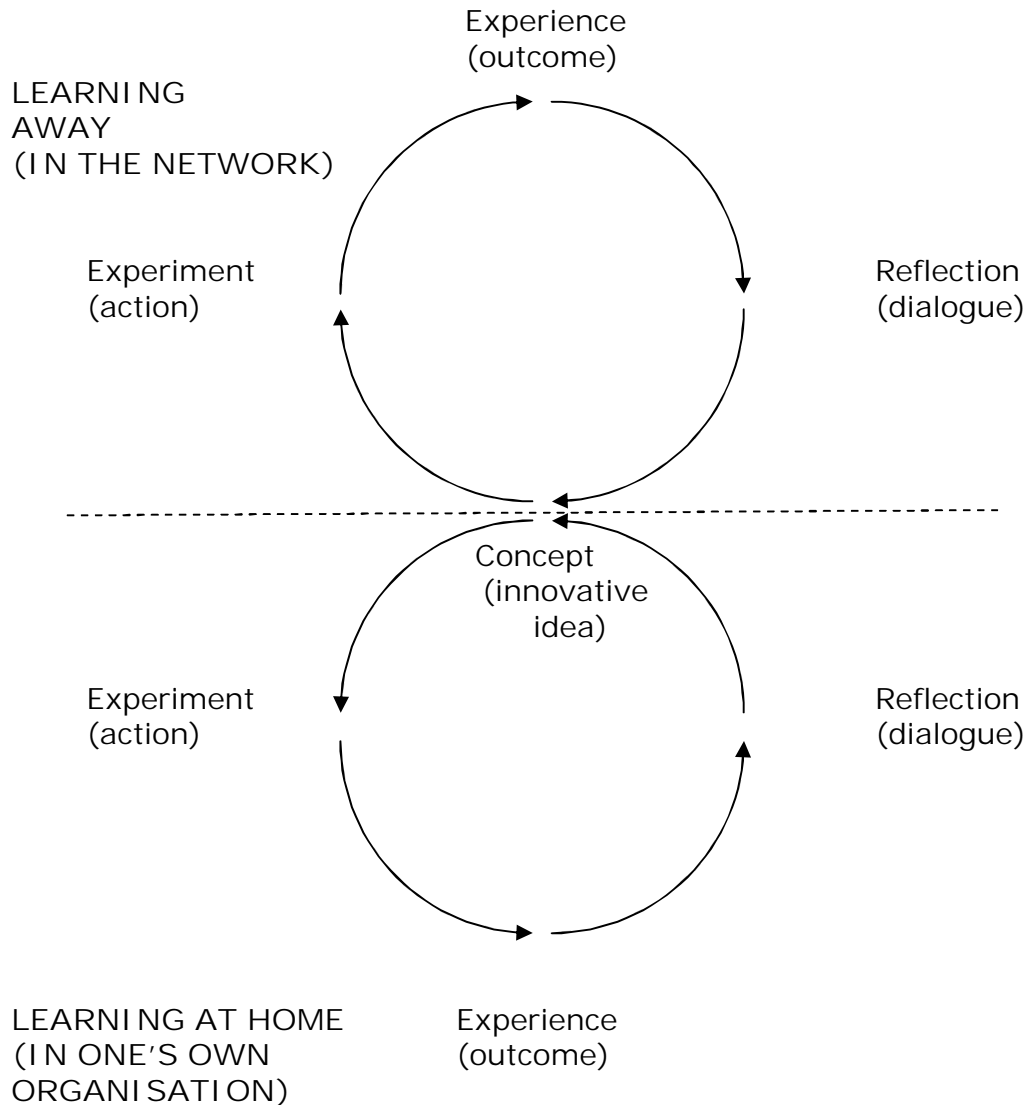 Experience
(outcome)
LEARNING
AWAY
(IN THE NETWORK)
Experiment
(action)
Reflection
(dialogue)
Concept
(innovative
idea)
Experiment
(action)
Reflection
(dialogue)
LEARNING AT HOME
(IN ONE'S OWN
ORGANISATION)
Experience
(outcome)